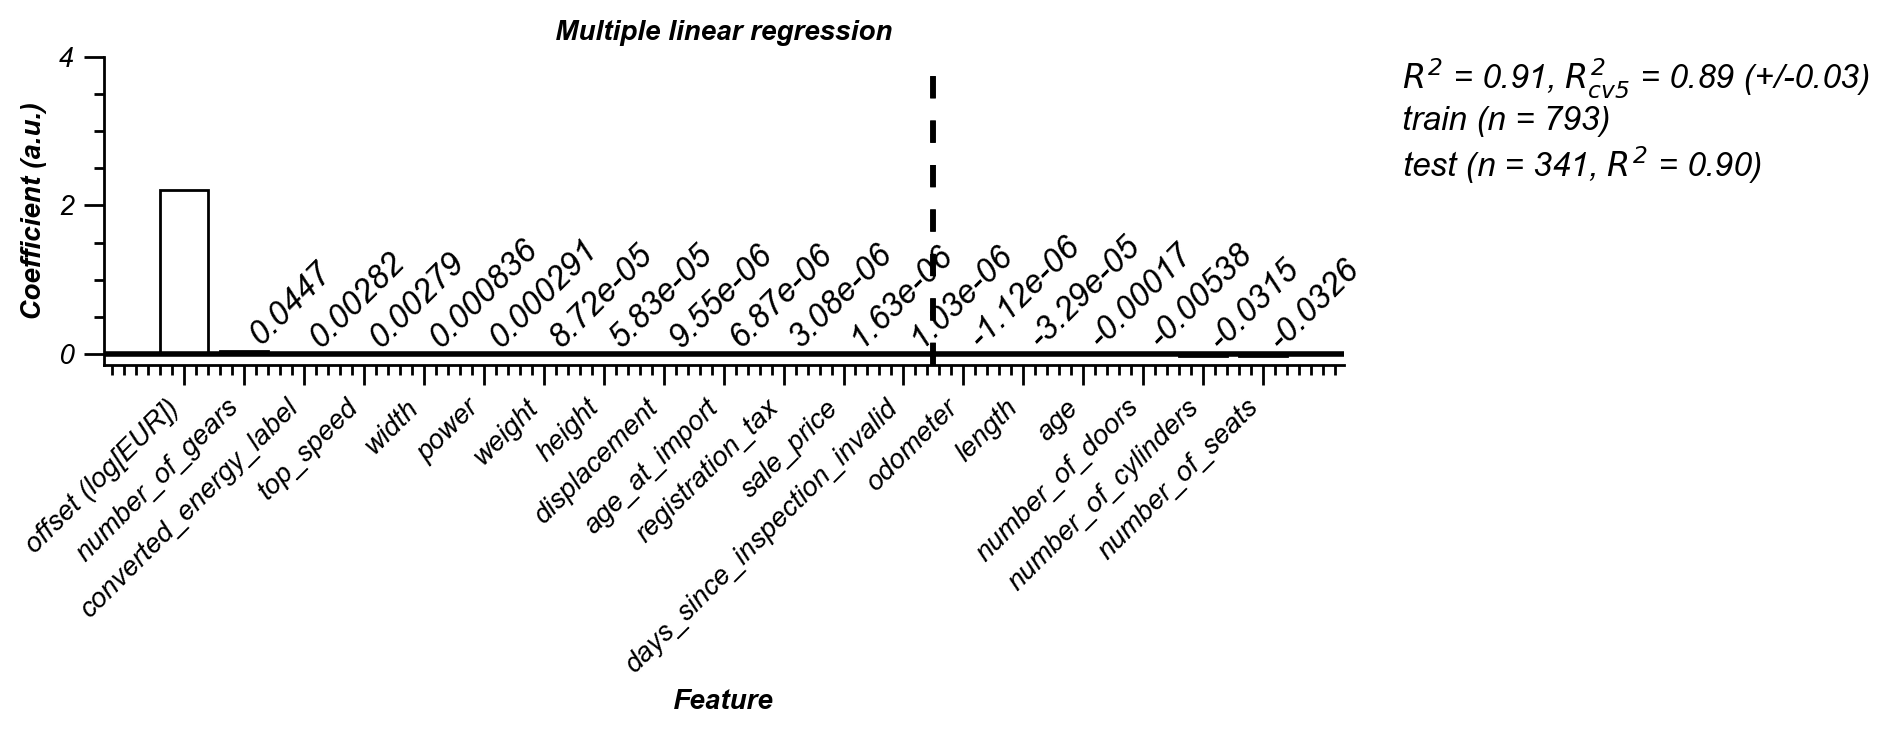 Multiple linear regression
R² = 0.91, R²cv5 = 0.89 (+/-0.03)
train (n = 793)
test (n = 341, R² = 0.90)
Coefficient (a.u.)
4
2
0
0.0447
0.00282
0.00279
0.000836
0.000291
8.72e-05
5.83e-05
9.55e-06
6.87e-06
3.08e-06
1.63e-06
1.03e-06
-1.12e-06
-3.29e-05
-0.00017
-0.00538
-0.0315
-0.0326
offset (log[EUR])
number_of_gears
converted_energy_label
top_speed
width
power
weight
height
displacement
age_at_import
registration_tax
sale_price
days_since_inspection_invalid
odometer
length
age
number_of_doors
number_of_cylinders
number_of_seats
Feature